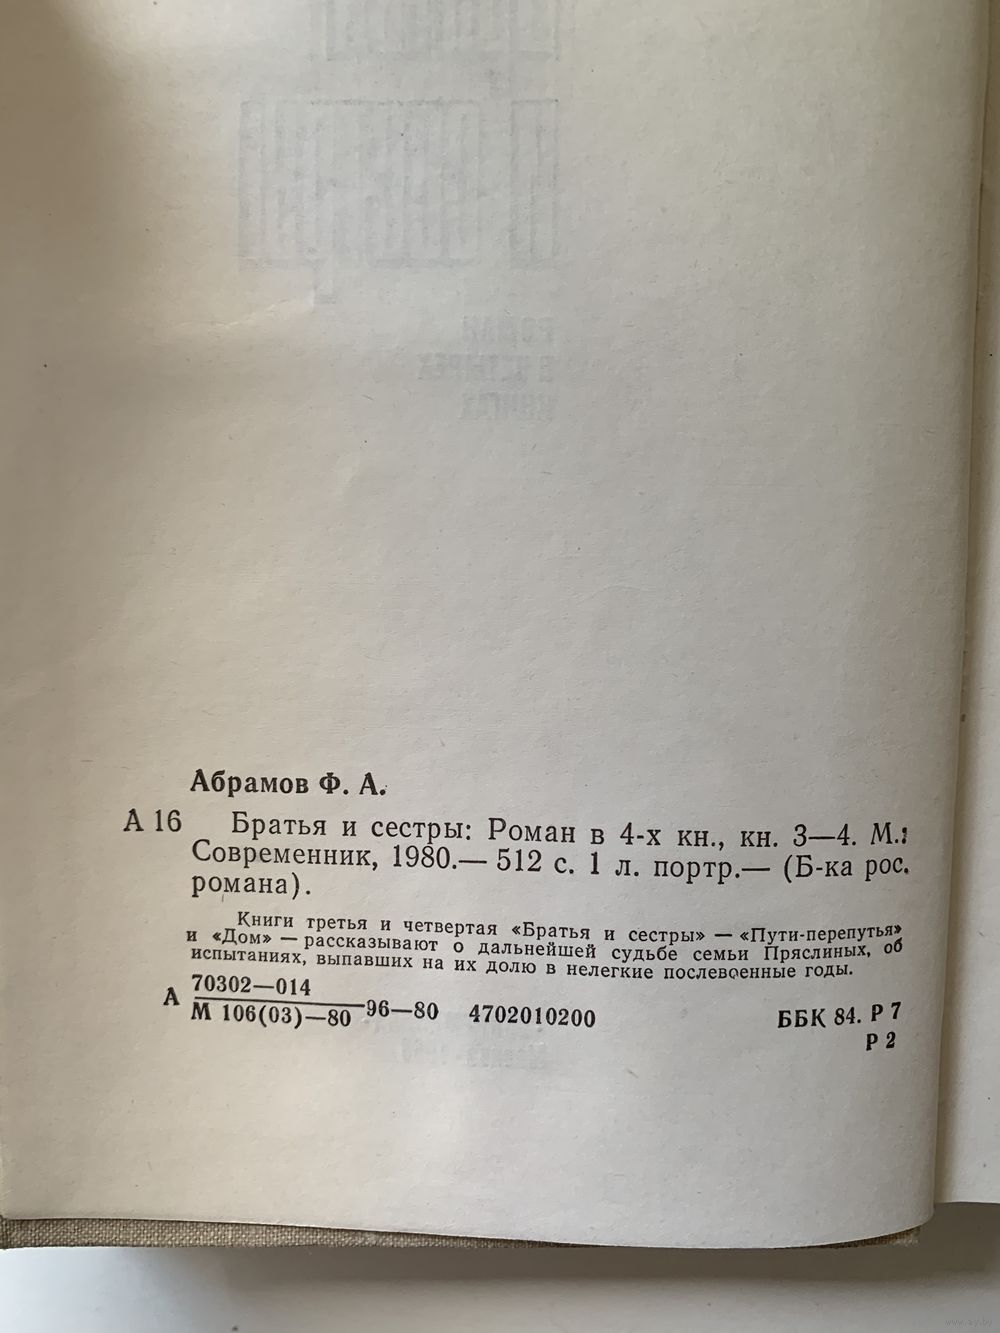 Абрамов Ф. А.
А 16 Братья и сестры: Роман в 4-х кн., кн. 3—4. М.:
Современник, 1980.— 512 с. 1 л. портр.— (Б-ка рос.
романа).
Книги третья и четвертая «Братья и сестры» — «Пути-перепутья»
и «Дом» — рассказывают о дальнейшей судьбе семьи Пряслиных, об
испытаниях, выпавших на их долю в нелегкие послевоенные годы.
А 70302—014
М 106(03)—80 96—80 4702010200 ББК 84. Р 7
Р 2